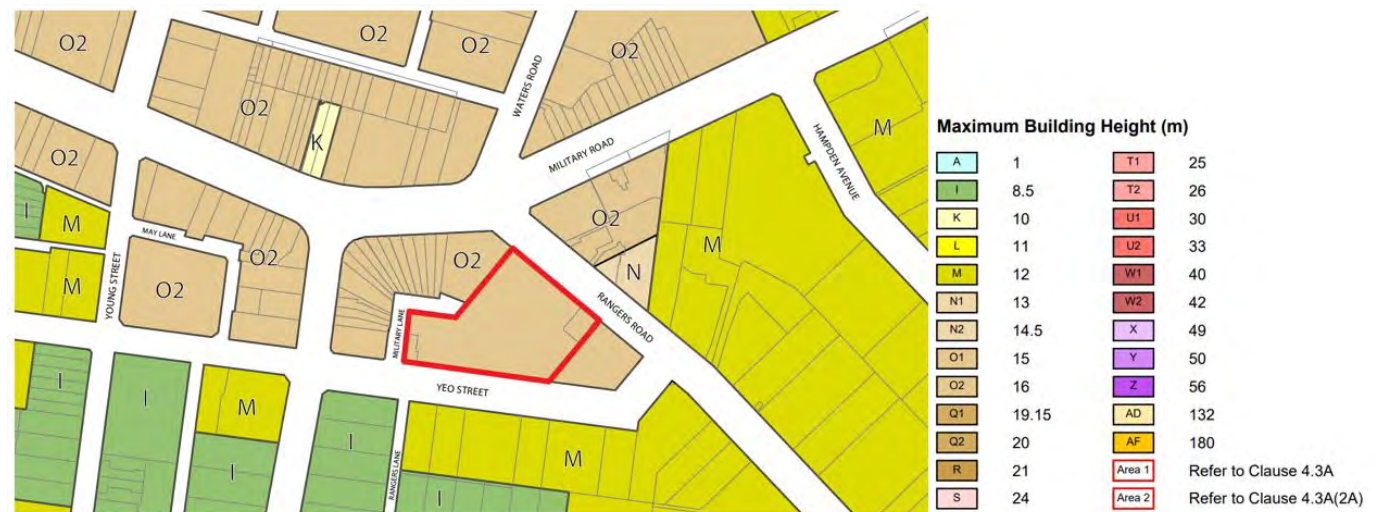 O2
O2
O2
O2
O2
K
WATERS ROAD
MILITARY ROAD
HAMPDEN AVENUE
M
O2
I
M
MAY LANE
O2
O2
O2
N
M
YOUNG STREET
M
O2
MILITARY LANE
RANGERS ROAD
YEO STREET
I
I
M
I
RANGERS LANE
M
I
Maximum Building Height (m)
A 1
I 8.5
K 10
L 11
M 12
N1 13
N2 14.5
O1 15
O2 16
Q1 19.15
Q2 20
R 21
S 24
T1 25
T2 26
U1 30
U2 33
W1 40
W2 42
X 49
Y 50
Z 56
AD 132
AF 180
Area 1 Refer to Clause 4.3A
Area 2 Refer to Clause 4.3A(2A)